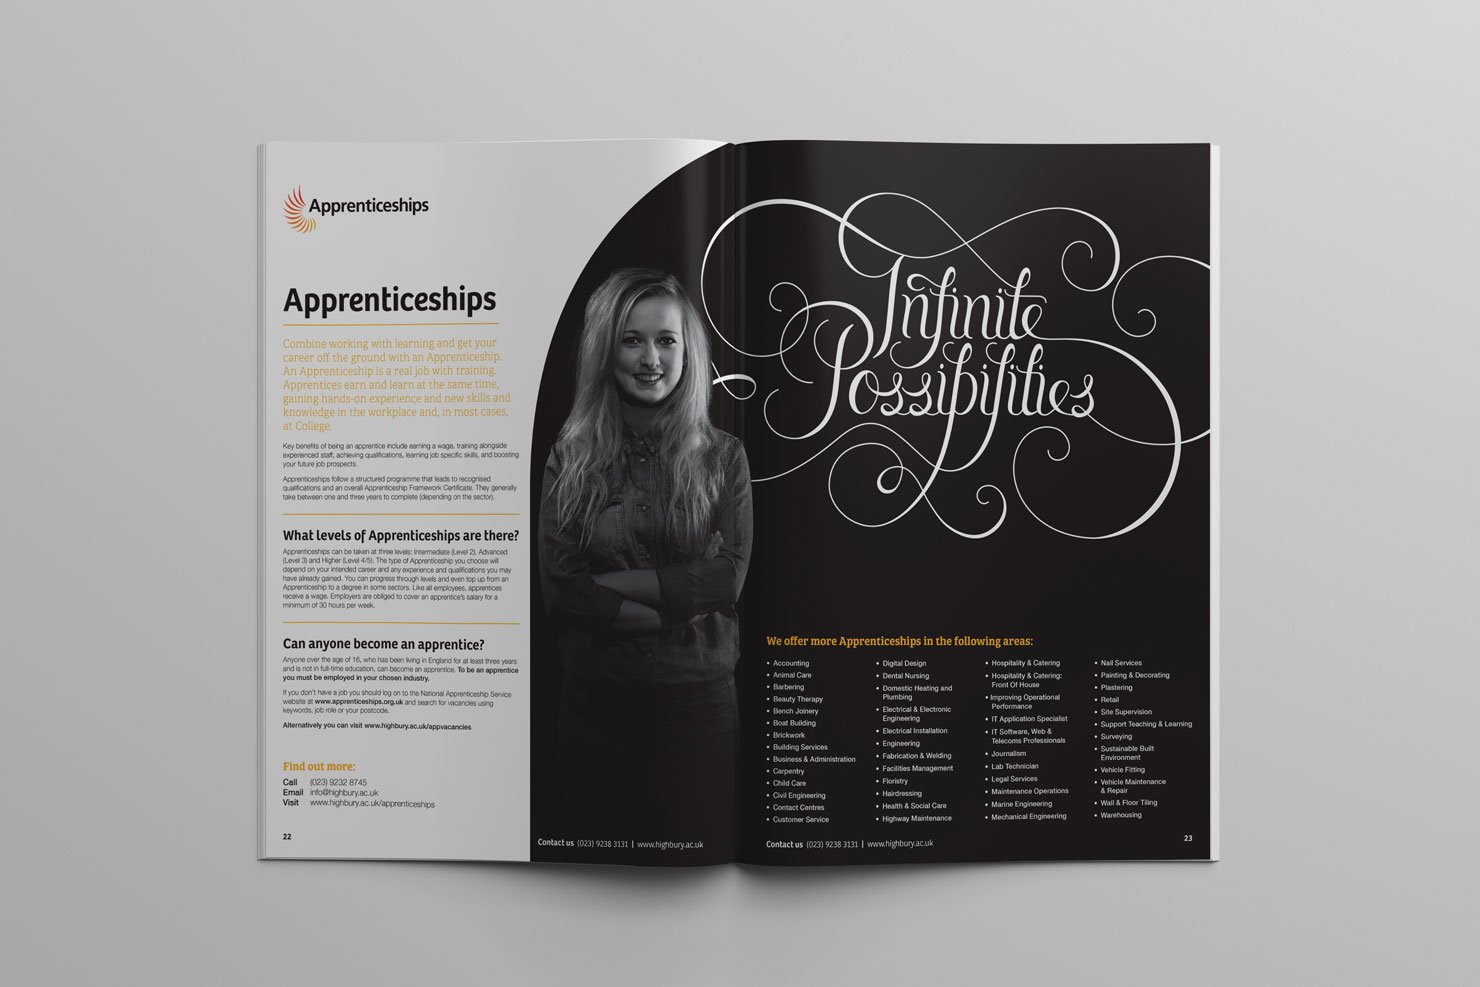 Apprenticeships
Apprenticeships
Combine working with learning and get your
career off the ground with an Apprenticeship.
An Apprenticeship is a real job with training.
Apprentices earn and learn at the same time,
gaining hands-on experience and new skills and
knowledge in the workplace and, in most cases,
at College.
Key benefits of being an apprentice include earning a wage, training alongside
experienced staff, achieving qualifications, learning job specific skills, and boosting
your future job prospects.
Apprenticeships follow a structured programme that leads to recognised
qualifications and an overall Apprenticeship Framework Certificate. They generally
take between one and three years to complete (depending on the sector).
What levels of Apprenticeships are there?
Apprenticeships can be taken at three levels: Intermediate (Level 2), Advanced
(Level 3) and Higher (Level 4/5). The type of Apprenticeship you choose will
depend on your intended career and any experience and qualifications you may
have already gained. You can progress through levels and even top up from an
Apprenticeship to a degree in some sectors. Like all employees, apprentices
receive a wage. Employers are obliged to cover an apprentice's salary for a
minimum of 30 hours per week.
Can anyone become an apprentice?
Anyone over the age of 16, who has been living in England for at least three years
and is not in full-time education, can become an apprentice. To be an apprentice
you must be employed in your chosen industry.
If you don't have a job you should log on to the National Apprenticeship Service
website at www.apprenticeships.org.uk and search for vacancies using
keywords, job role or your postcode.
Alternatively you can visit www.highbury.ac.uk/appvacancies
Find out more:
Call (023) 9232 8745
Email info@highbury.ac.uk
Visit www.highbury.ac.uk/apprenticeships
22
Contact us (023) 9238 3131 | www.highbury.ac.uk
Infinite
Possibilities
We offer more Apprenticeships in the following areas:
• Accounting
• Animal Care
• Barbering
• Beauty Therapy
• Bench Joinery
• Boat Building
• Brickwork
• Building Services
• Business & Administration
• Carpentry
• Child Care
• Civil Engineering
• Contact Centres
• Customer Service
• Digital Design
• Dental Nursing
• Domestic Heating and
Plumbing
• Electrical & Electronic
Engineering
• Electrical Installation
• Engineering
• Fabrication & Welding
• Facilities Management
• Floristry
• Hairdressing
• Health & Social Care
• Highway Maintenance
• Hospitality & Catering
• Hospitality & Catering:
Front Of House
• Improving Operational
Performance
• IT Application Specialist
• IT Software, Web &
Telecoms Professionals
• Journalism
• Lab Technician
• Legal Services
• Maintenance Operations
• Marine Engineering
• Mechanical Engineering
• Nail Services
• Painting & Decorating
• Plastering
• Retail
• Site Supervision
• Support Teaching & Learning
• Surveying
• Sustainable Built
Environment
• Vehicle Fitting
• Vehicle Maintenance
& Repair
• Wall & Floor Tiling
• Warehousing
Contact us (023) 9238 3131 | www.highbury.ac.uk
23